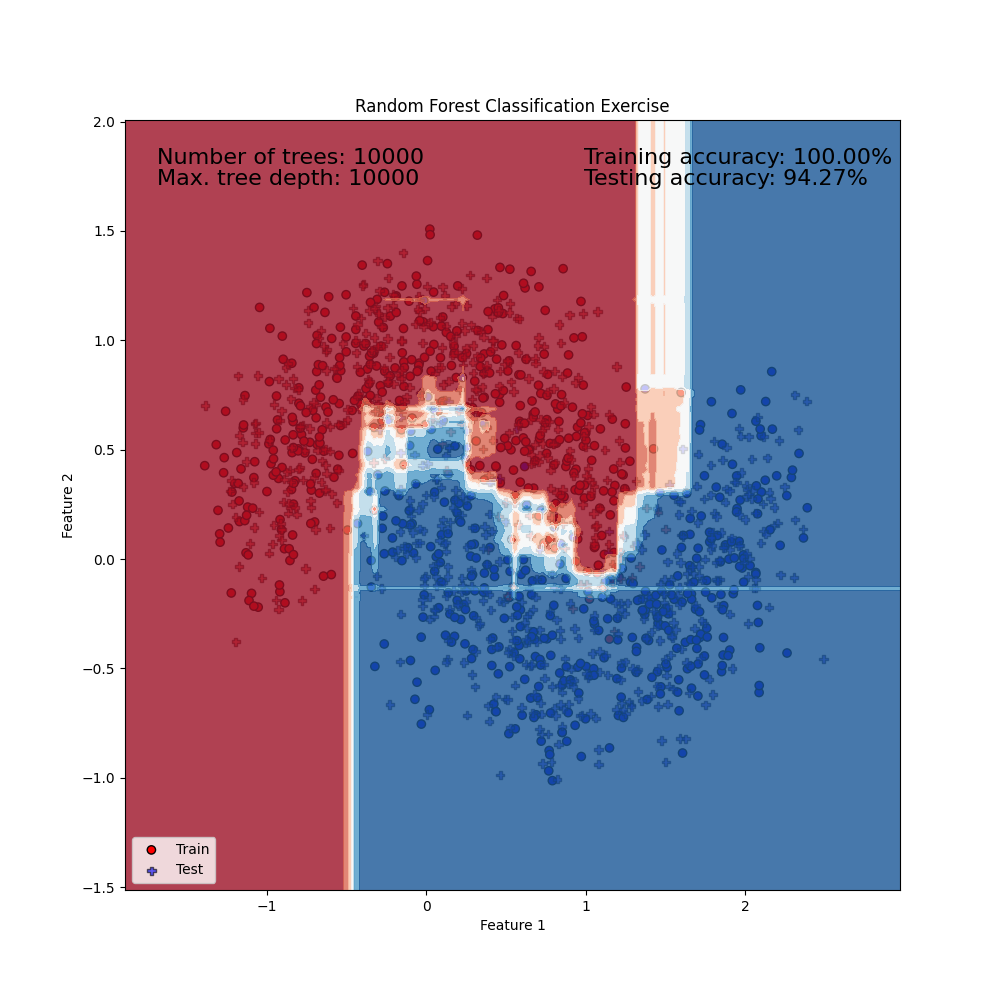 Random Forest Classification Exercise
Number of trees: 10000
Max. tree depth: 10000
Training accuracy: 100.00%
Testing accuracy: 94.27%
2.0
1.5
1.0
0.5
0.0
−0.5
−1.0
−1.5
Feature 2
Train
Test
−1
0
1
2
Feature 1